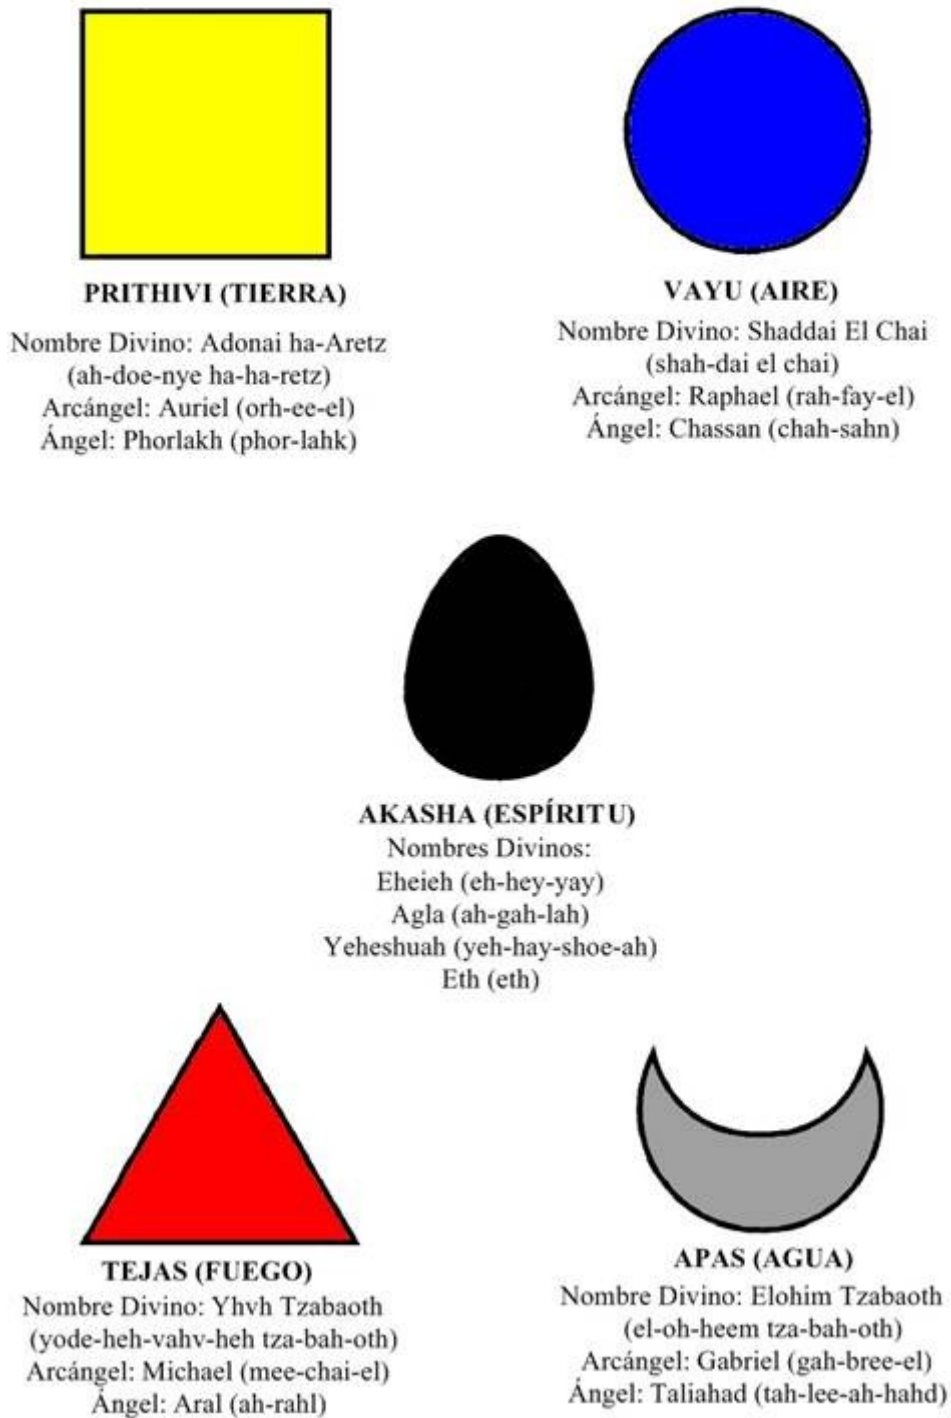 PRITHIVI (TIERRA)
Nombre Divino: Adonai ha-Aretz
(ah-doe-nye ha-ha-retz)
Arcángel: Auriel (orh-ee-el)
Ángel: Phorlakh (phor-lahk)
VAYU (AIRE)
Nombre Divino: Shaddai El Chai
(shah-dai el chai)
Arcángel: Raphael (rah-fay-el)
Ángel: Chassan (chah-sahn)
AKASHA (ESPÍRITU)
Nombres Divinos:
Eheieh (eh-hey-yay)
Agla (ah-gah-lah)
Yeheshuah (yeh-hay-shoe-ah)
Eth (eth)
TEJAS (FUEGO)
Nombre Divino: Yhvh Tzabaoth
(yode-heh-vahv-heh tza-bah-oth)
Arcángel: Michael (mee-chai-el)
Ángel: Aral (ah-rahl)
APAS (AGUA)
Nombre Divino: Elohim Tzabaoth
(el-oh-heem tza-bah-oth)
Arcángel: Gabriel (gah-bree-el)
Ángel: Taliahad (tah-lee-ah-hahd)